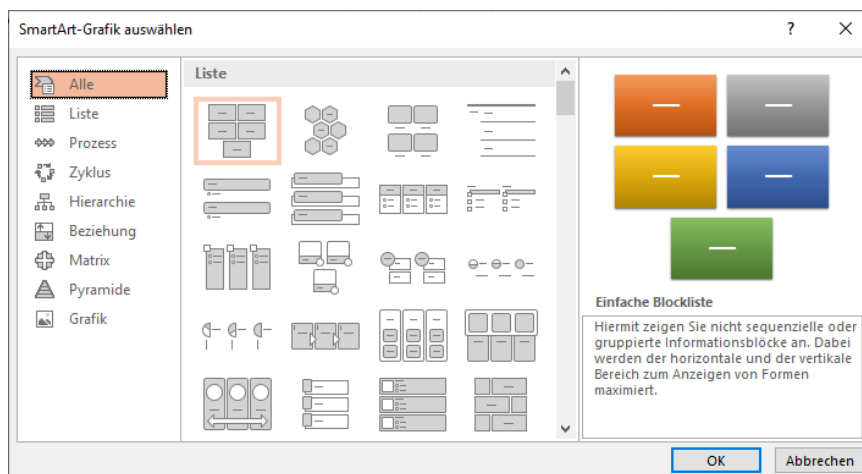 SmartArt-Grafik auswählen
?
Alle
Liste
Prozess
Zyklus
Hierarchie
Beziehung
Matrix
Pyramide
Grafik
Liste
Einfache Blockliste
Hiermit zeigen Sie nicht sequenzielle oder
gruppierte Informationsblöcke an. Dabei
werden der horizontale und der vertikale
Bereich zum Anzeigen von Formen
maximiert.
OK
Abbrechen